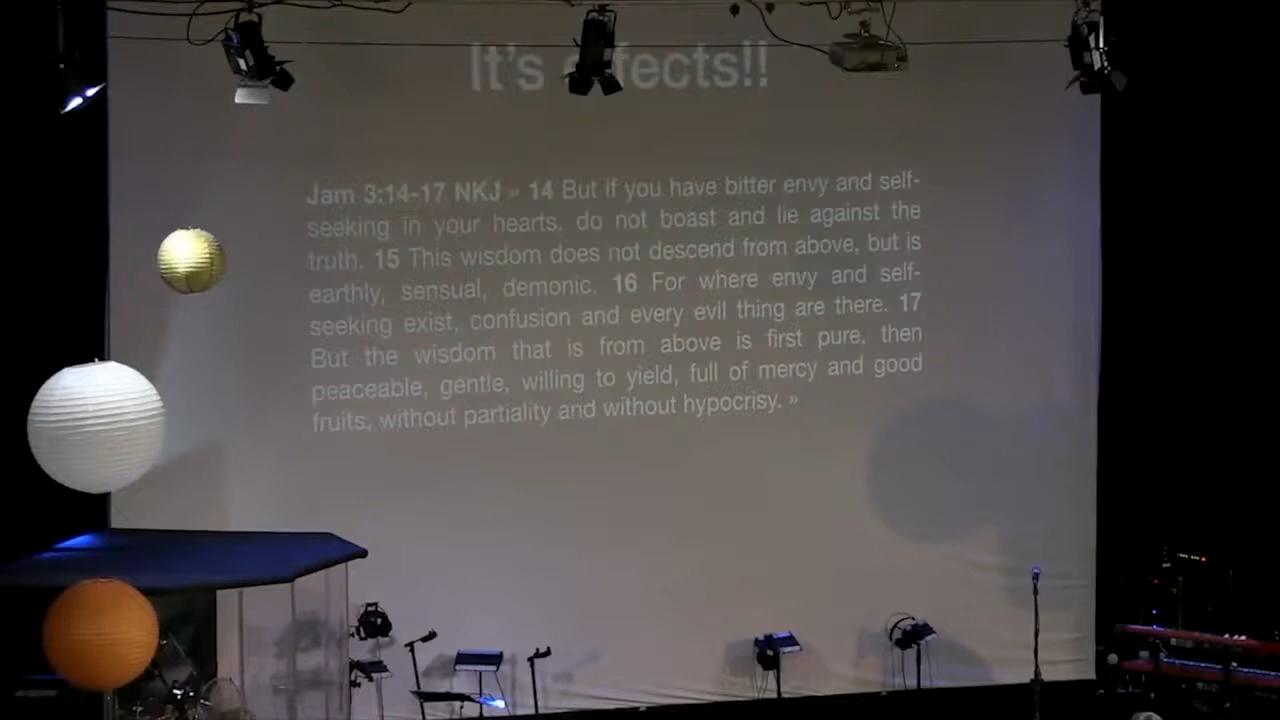 It's fects!!
Jam 3:14-17 NKJ » 14 But if you have bitter envy and self-
seeking in your hearts, do not boast and lie against the
truth. 15 This wisdom does not descend from above, but is
earthly, sensual, demonic. 16 For where envy and self-
seeking exist, confusion and every evil thing are there. 17
But the wisdom that is from above is first pure, then
peaceable, gentle, willing to yield, full of mercy and good
fruits, without partiality and without hypocrisy. »